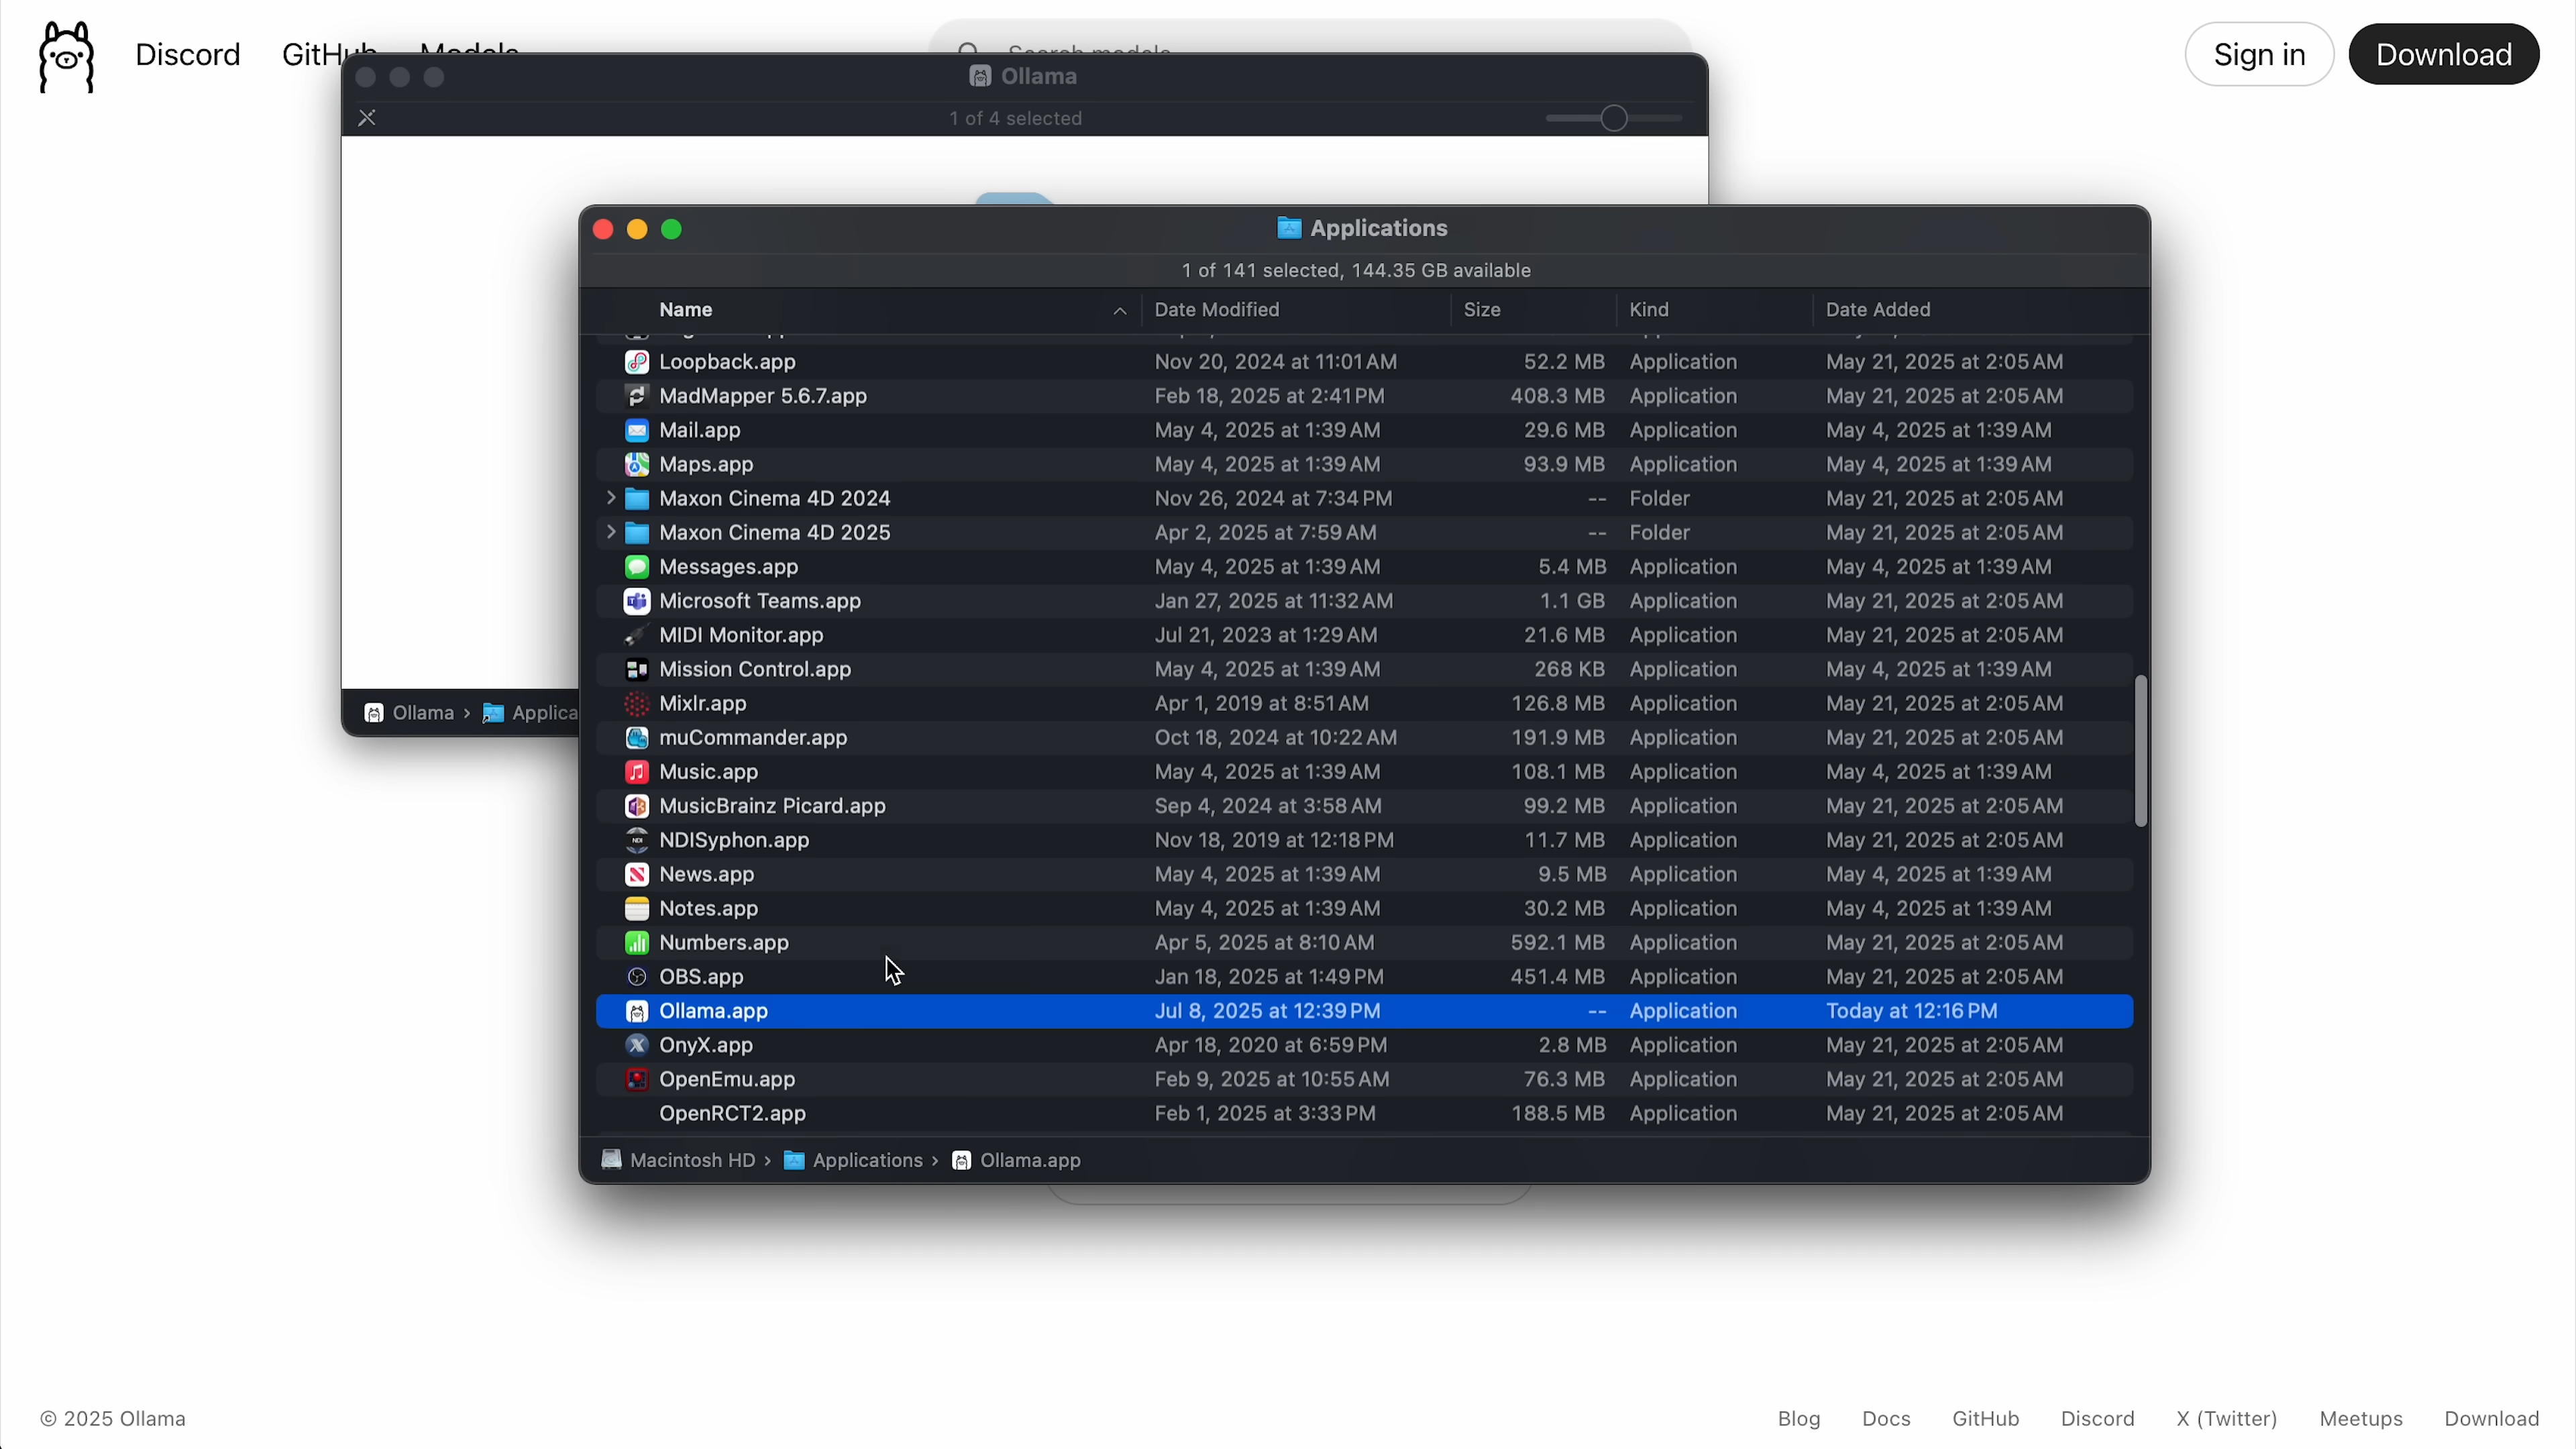 Discord GitHub Models Search models Sign in Download
Ollama
1 of 4 selected
Applications
1 of 141 selected, 144.35 GB available
Name Date Modified Size Kind Date Added
Loopback.app Nov 20, 2024 at 11:01 AM 52.2 MB Application May 21, 2025 at 2:05 AM
MadMapper 5.6.7.app Feb 18, 2025 at 2:41 PM 408.3 MB Application May 21, 2025 at 2:05 AM
Mail.app May 4, 2025 at 1:39 AM 29.6 MB Application May 4, 2025 at 1:39 AM
Maps.app May 4, 2025 at 1:39 AM 93.9 MB Application May 4, 2025 at 1:39 AM
Maxon Cinema 4D 2024 Nov 26, 2024 at 7:34 PM -- Folder May 21, 2025 at 2:05 AM
Maxon Cinema 4D 2025 Apr 2, 2025 at 7:59 AM -- Folder May 21, 2025 at 2:05 AM
Messages.app May 4, 2025 at 1:39 AM 5.4 MB Application May 4, 2025 at 1:39 AM
Microsoft Teams.app Jan 27, 2025 at 11:32 AM 1.1 GB Application May 21, 2025 at 2:05 AM
MIDI Monitor.app Jul 21, 2023 at 1:29 AM 21.6 MB Application May 21, 2025 at 2:05 AM
Mission Control.app May 4, 2025 at 1:39 AM 268 KB Application May 4, 2025 at 1:39 AM
Mixlr.app Apr 1, 2019 at 8:51 AM 126.8 MB Application May 21, 2025 at 2:05 AM
muCommander.app Oct 18, 2024 at 10:22 AM 191.9 MB Application May 21, 2025 at 2:05 AM
Music.app May 4, 2025 at 1:39 AM 108.1 MB Application May 4, 2025 at 1:39 AM
MusicBrainz Picard.app Sep 4, 2024 at 3:58 AM 99.2 MB Application May 21, 2025 at 2:05 AM
NDISyphon.app Nov 18, 2019 at 12:18 PM 11.7 MB Application May 21, 2025 at 2:05 AM
News.app May 4, 2025 at 1:39 AM 9.5 MB Application May 4, 2025 at 1:39 AM
Notes.app May 4, 2025 at 1:39 AM 30.2 MB Application May 4, 2025 at 1:39 AM
Numbers.app Apr 5, 2025 at 8:10 AM 592.1 MB Application May 21, 2025 at 2:05 AM
OBS.app Jan 18, 2025 at 1:49 PM 451.4 MB Application May 21, 2025 at 2:05 AM
Ollama.app Jul 8, 2025 at 12:39 PM -- Application Today at 12:16 PM
OnyX.app Apr 18, 2020 at 6:59 PM 2.8 MB Application May 21, 2025 at 2:05 AM
OpenEmu.app Feb 9, 2025 at 10:55 AM 76.3 MB Application May 21, 2025 at 2:05 AM
OpenRCT2.app Feb 1, 2025 at 3:33 PM 188.5 MB Application May 21, 2025 at 2:05 AM
Ollama › Applica
Macintosh HD › Applications › Ollama.app
© 2025 Ollama Blog Docs GitHub Discord X (Twitter) Meetups Download